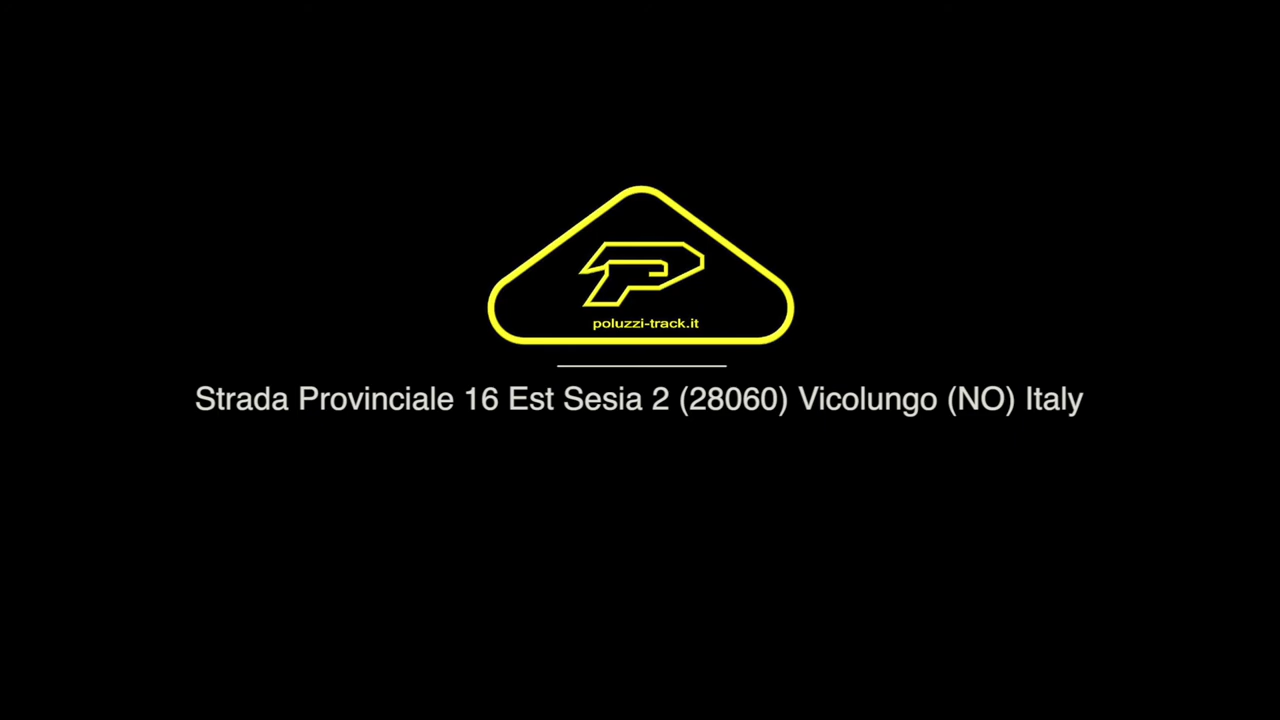 poluzzi-track.it
Strada Provinciale 16 Est Sesia 2 (28060) Vicolungo (NO) Italy